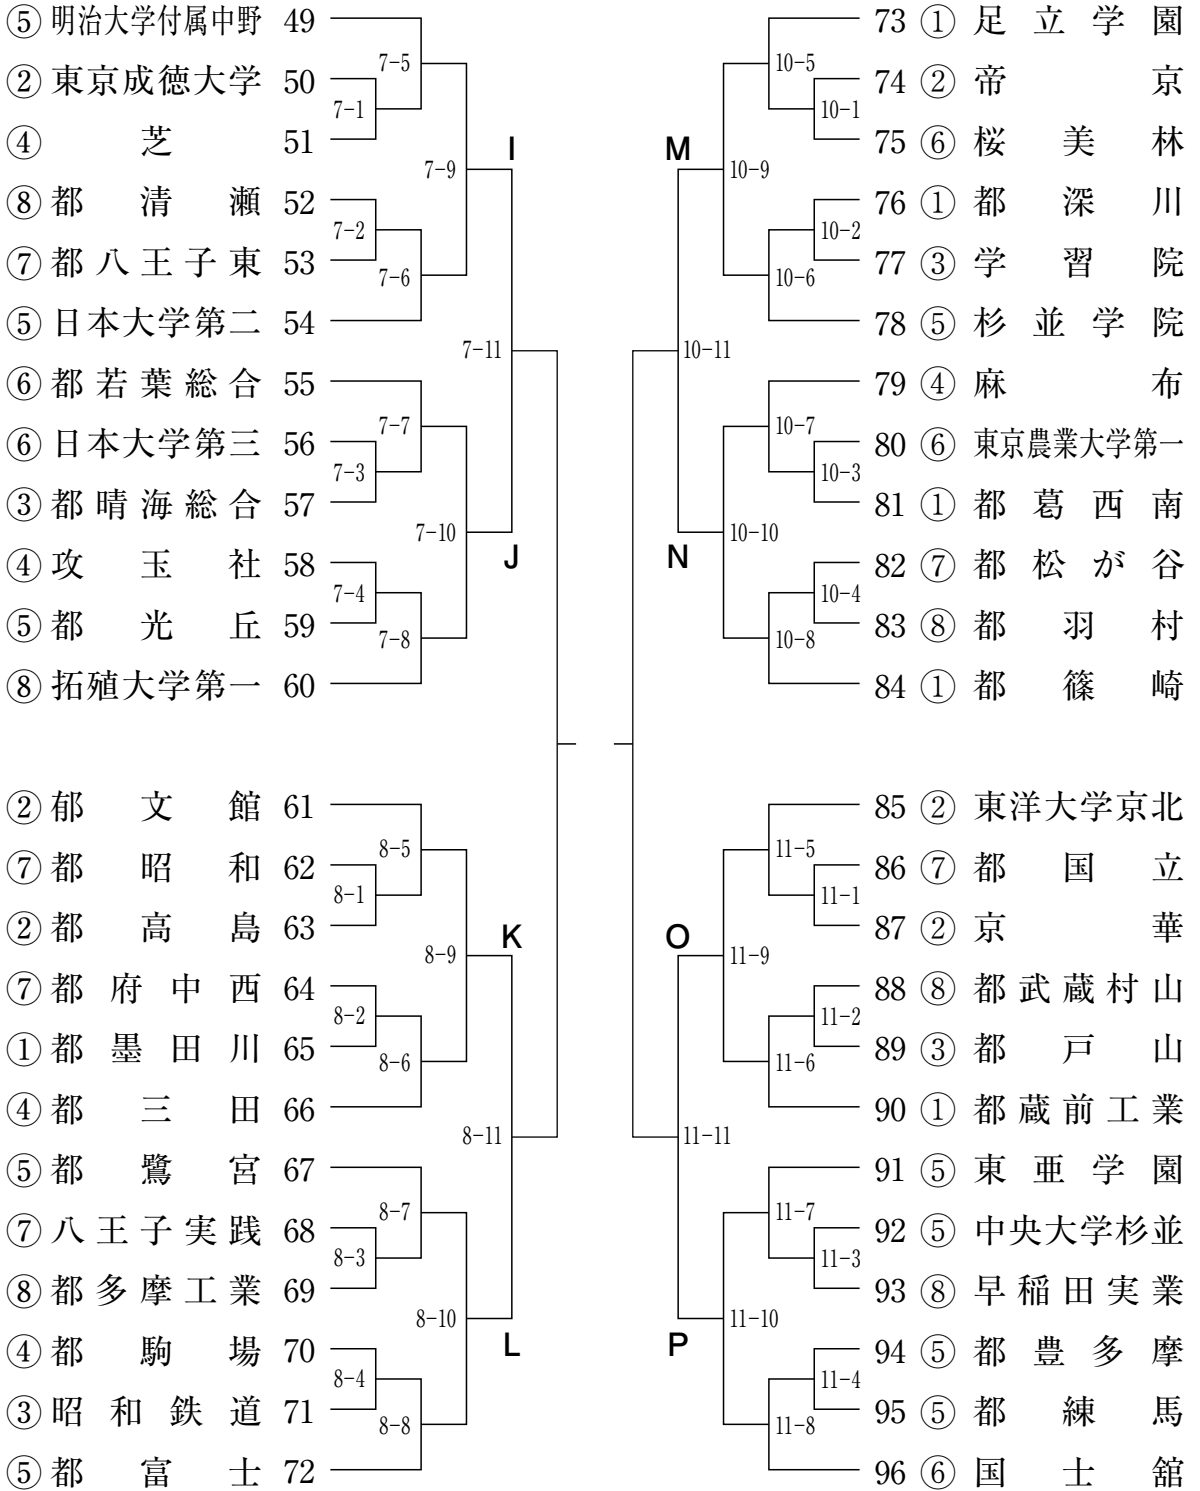 ⑤ 明治大学付属中野 49
7-5
② 東京成徳大学 50
7-1
④ 芝 51
I
7-9
⑧ 都清瀬 52
7-2
⑦ 都八王子東 53
7-6
⑤ 日本大学第二 54
7-11
⑥ 都若葉総合 55
7-7
⑥ 日本大学第三 56
7-3
③ 都晴海総合 57
7-10
J
④ 攻玉社 58
7-4
⑤ 都光丘 59
7-8
⑧ 拓殖大学第一 60
② 郁文館 61
8-5
⑦ 都昭和 62
8-1
② 都高島 63
K
8-9
⑦ 都府中西 64
8-2
① 都墨田川 65
8-6
④ 都三田 66
8-11
⑤ 都鷺宮 67
8-7
⑦ 八王子実践 68
8-3
⑧ 都多摩工業 69
8-10
L
④ 都駒場 70
8-4
③ 昭和鉄道 71
8-8
⑤ 都富士 72
73 ① 足立学園
10-5
74 ② 帝京
10-1
75 ⑥ 桜美林
M
10-9
76 ① 都深川
10-2
77 ③ 学習院
10-6
78 ⑤ 杉並学院
10-11
79 ④ 麻布
10-7
80 ⑥ 東京農業大学第一
10-3
81 ① 都葛西南
N
10-10
82 ⑦ 都松が谷
10-4
83 ⑧ 都羽村
10-8
84 ① 都篠崎
85 ② 東洋大学京北
11-5
86 ⑦ 都国立
11-1
87 ② 京華
O
11-9
88 ⑧ 都武蔵村山
11-2
89 ③ 都戸山
11-6
90 ① 都蔵前工業
11-11
91 ⑤ 東亜学園
11-7
92 ⑤ 中央大学杉並
11-3
93 ⑧ 早稲田実業
11-10
P
94 ⑤ 都豊多摩
11-4
95 ⑤ 都練馬
11-8
96 ⑥ 国士舘